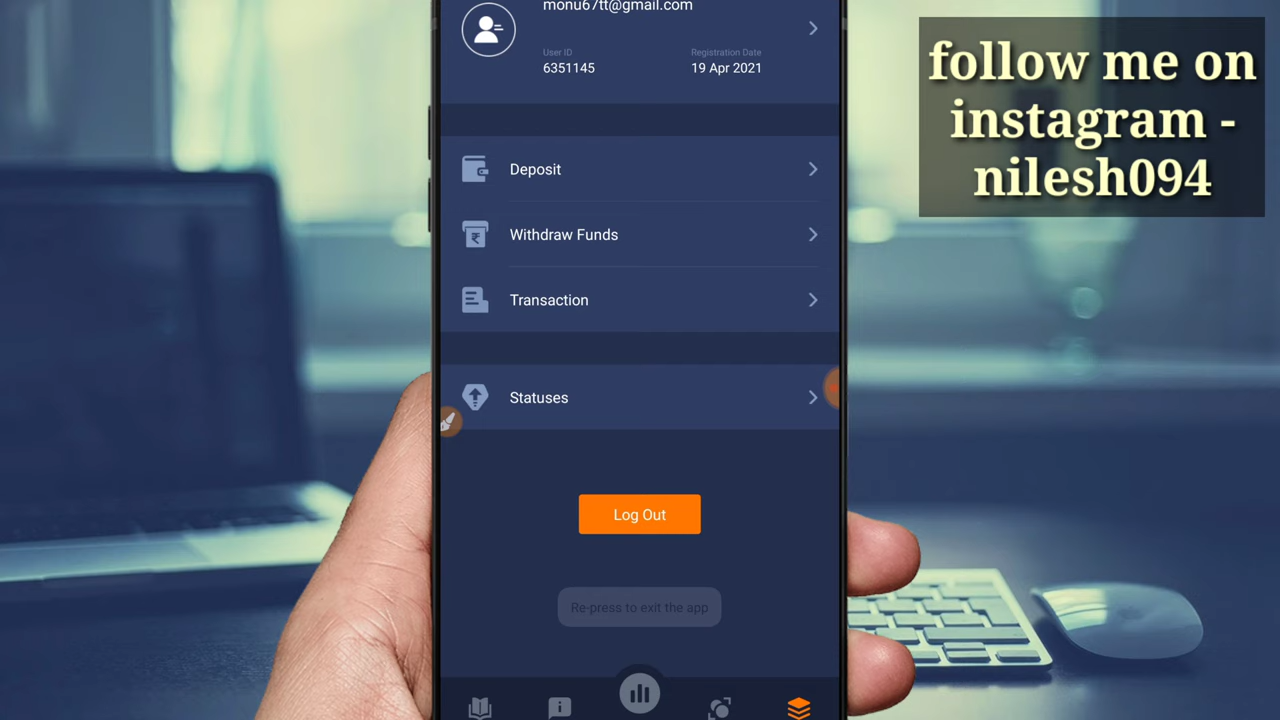 monu67tt@gmail.com
User ID
Registration Date
6351145
19 Apr 2021
Deposit
Withdraw Funds
Transaction
Statuses
Log Out
Re-press to exit the app
follow me on
instagram -
nilesh094